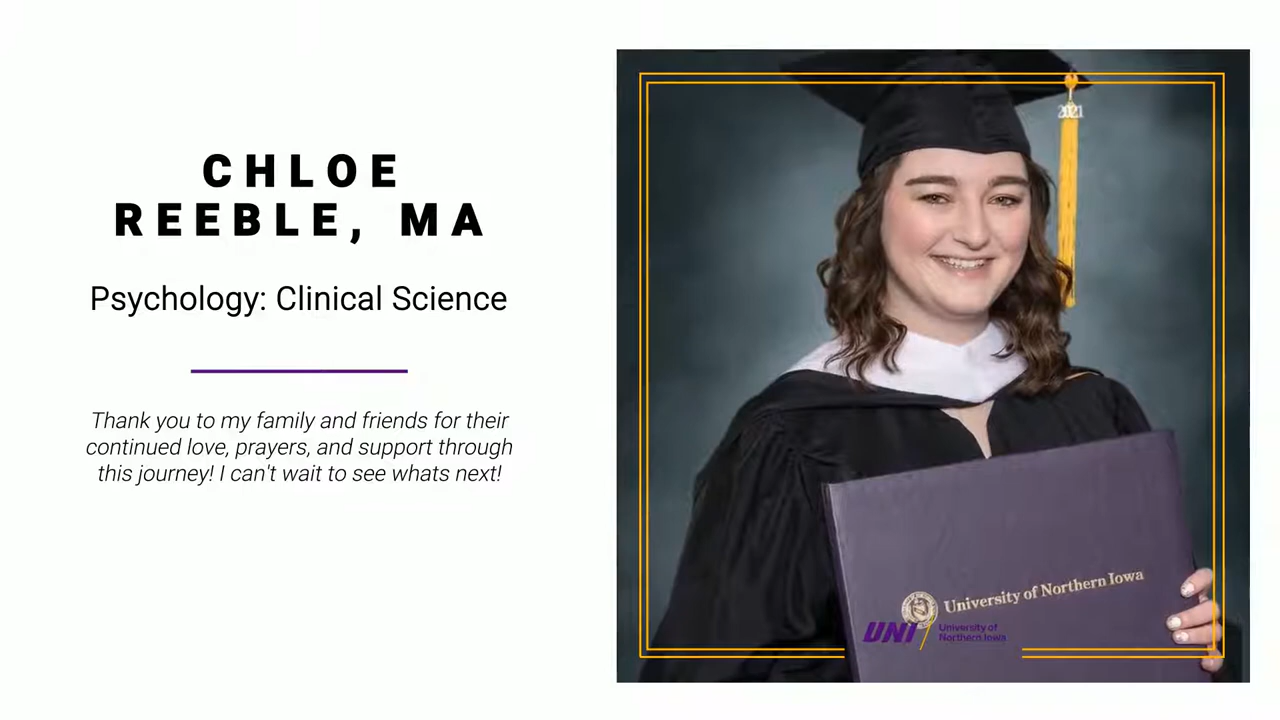 CHLOE
REEBLE, MA
Psychology: Clinical Science
Thank you to my family and friends for their
continued love, prayers, and support through
this journey! I can't wait to see whats next!
2021
University of Northern Iowa
UNI
University of
Northern Iowa